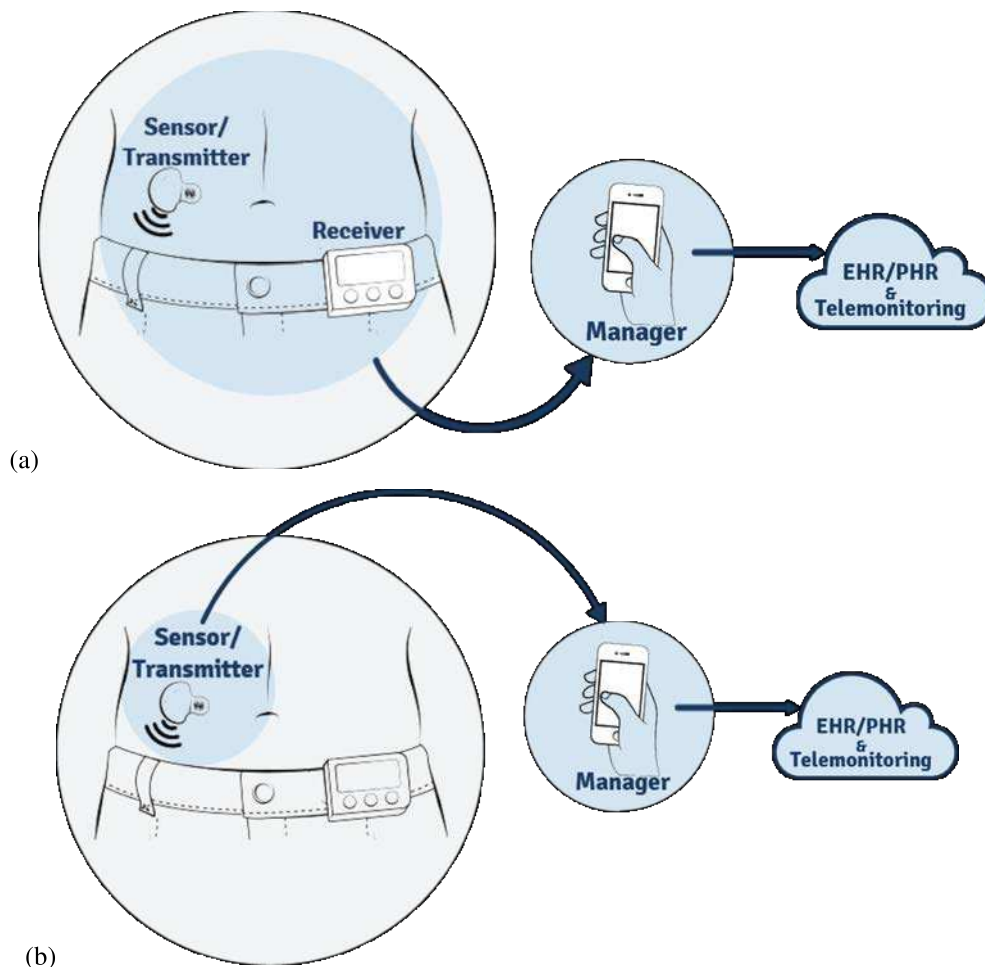 Sensor/
Transmitter
Receiver
Manager
EHR/PHR
&
Telemonitoring
(a)
Sensor/
Transmitter
Manager
EHR/PHR
&
Telemonitoring
(b)